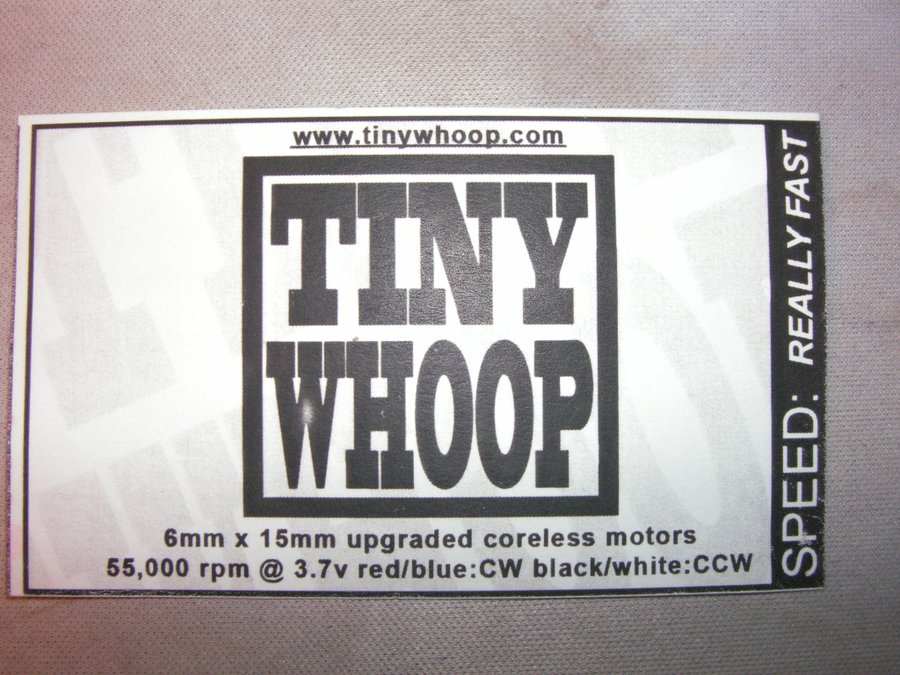 www.tinywhoop.com
TINY
WHOOP
6mm x 15mm upgraded coreless motors
55,000 rpm @ 3.7v red/blue:CW black/white:CCW
SPEED: REALLY FAST